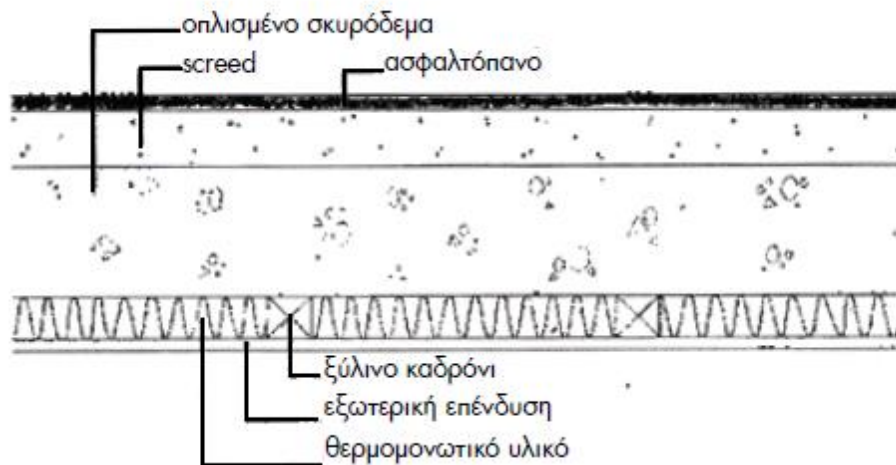 οπλισμένο σκυρόδεμα
screed
ασφαλτόπανο
ξύλινο καδρόνι
εξωτερική επένδυση
θερμομονωτικό υλικό